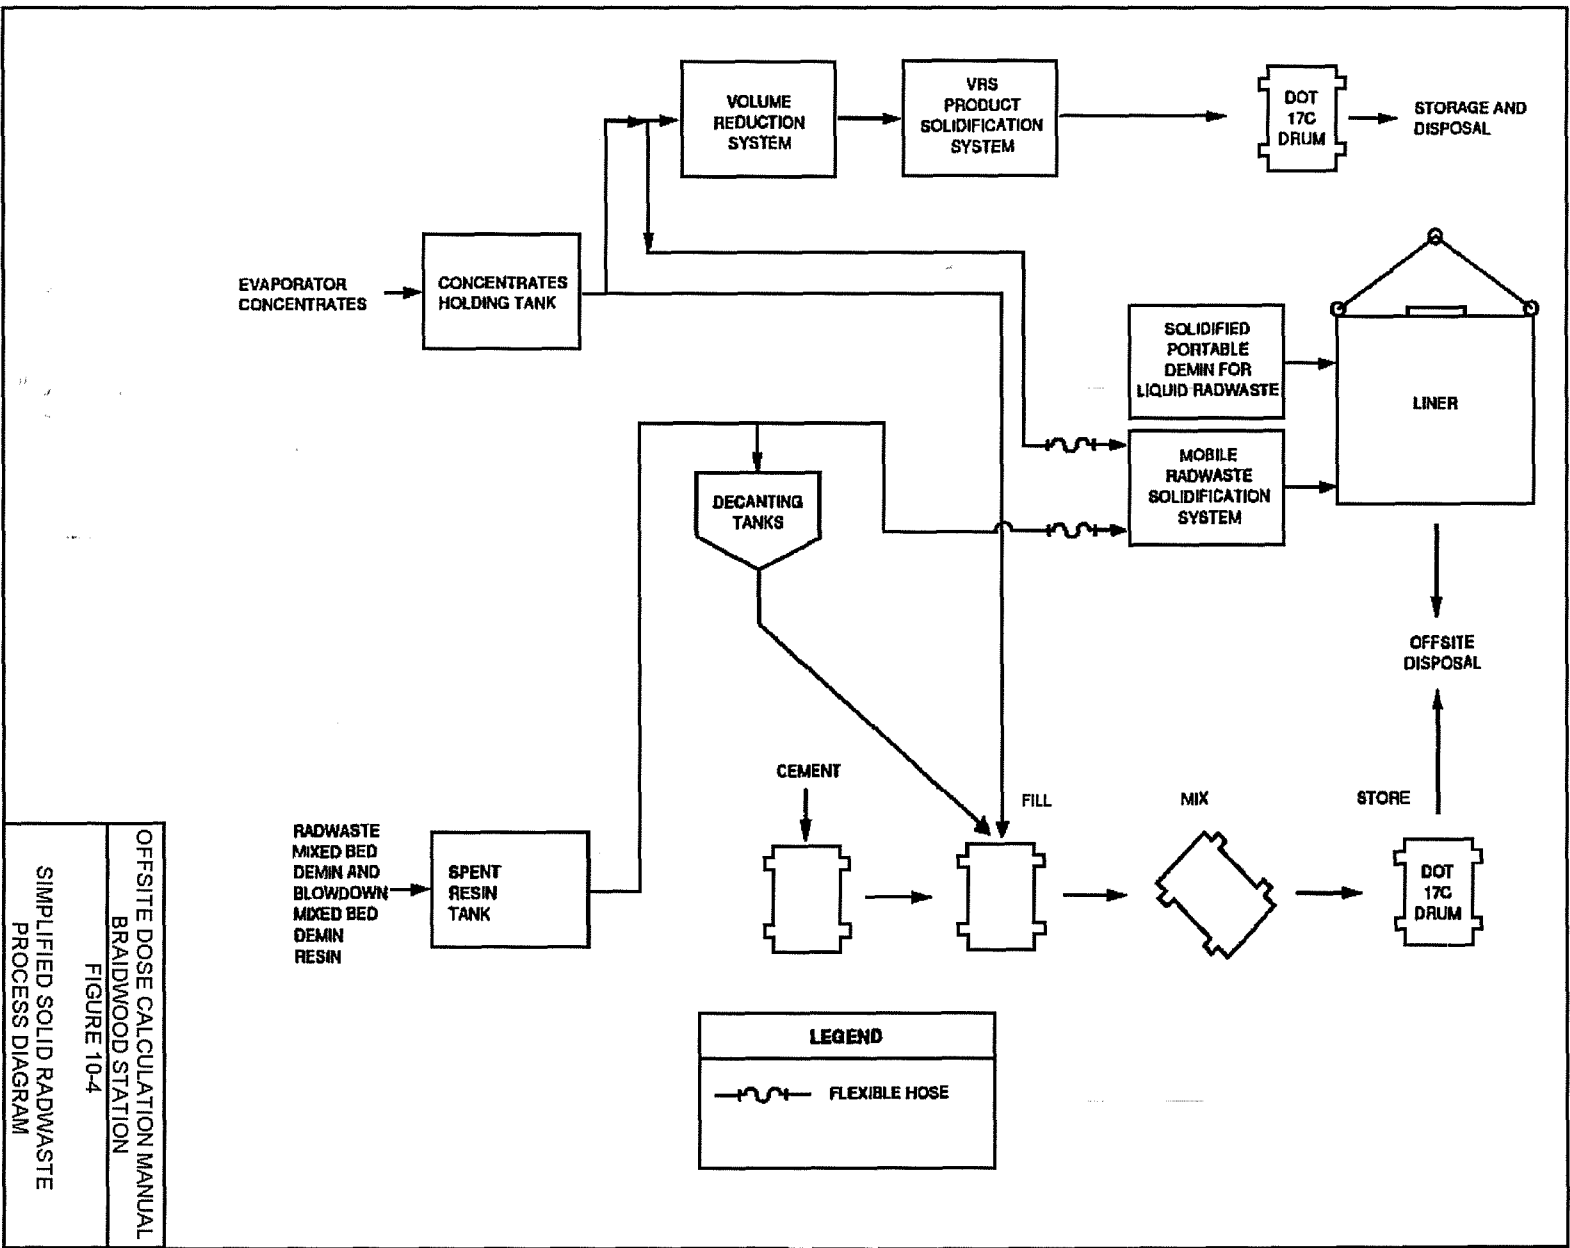 VOLUME
REDUCTION
SYSTEM
VRS
PRODUCT
SOLIDIFICATION
SYSTEM
DOT
17C
DRUM
STORAGE AND
DISPOSAL
EVAPORATOR
CONCENTRATES
CONCENTRATES
HOLDING TANK
SOLIDIFIED
PORTABLE
DEMIN FOR
LIQUID RADWASTE
LINER
MOBILE
RADWASTE
SOLIDIFICATION
SYSTEM
DECANTING
TANKS
OFFSITE
DISPOSAL
CEMENT
FILL
MIX
STORE
RADWASTE
MIXED BED
DEMIN AND
BLOWDOWN
MIXED BED
DEMIN
RESIN
SPENT
RESIN
TANK
DOT
17C
DRUM
LEGEND
FLEXIBLE HOSE
OFFSITE DOSE CALCULATION MANUAL
BRAIDWOOD STATION
FIGURE 10-4
SIMPLIFIED SOLID RADWASTE
PROCESS DIAGRAM